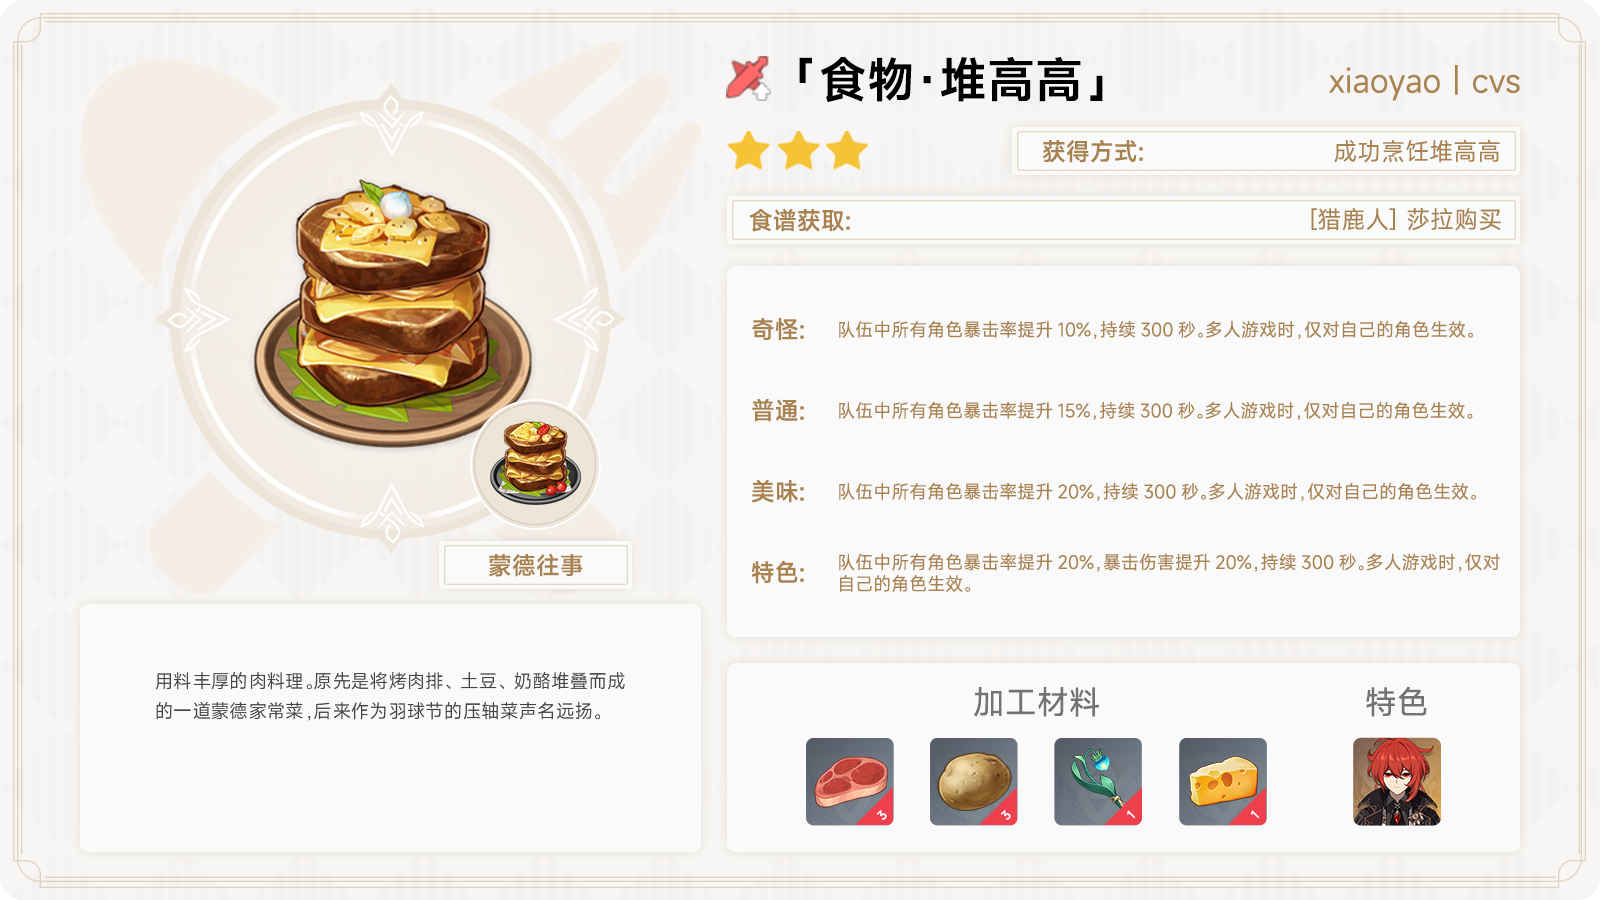 「食物·堆高高」
xiaoyao | cvs
获得方式: 成功烹饪堆高高
食谱获取: [猎鹿人] 莎拉购买
奇怪: 队伍中所有角色暴击率提升 10%,持续 300 秒。多人游戏时,仅对自己的角色生效。
普通: 队伍中所有角色暴击率提升 15%,持续 300 秒。多人游戏时,仅对自己的角色生效。
美味: 队伍中所有角色暴击率提升 20%,持续 300 秒。多人游戏时,仅对自己的角色生效。
特色: 队伍中所有角色暴击率提升 20%,暴击伤害提升 20%,持续 300 秒。多人游戏时,仅对
自己的角色生效。
蒙德往事
用料丰厚的肉料理。原先是将烤肉排、土豆、奶酪堆叠而成
的一道蒙德家常菜,后来作为羽球节的压轴菜声名远扬。
加工材料
特色
3
3
1
1